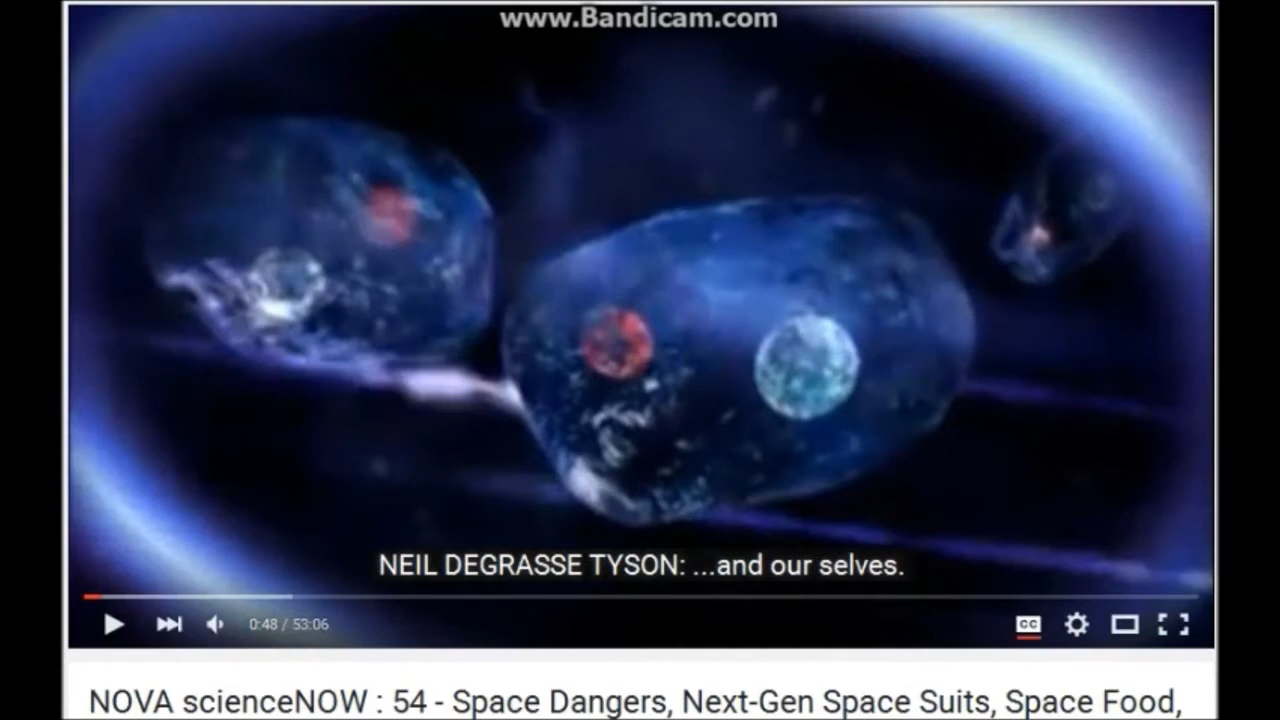 www.Bandicam.com
NEIL DEGRASSE TYSON: ...and our selves.
0:48 / 53:06
CC
NOVA scienceNOW : 54 - Space Dangers, Next-Gen Space Suits, Space Food,